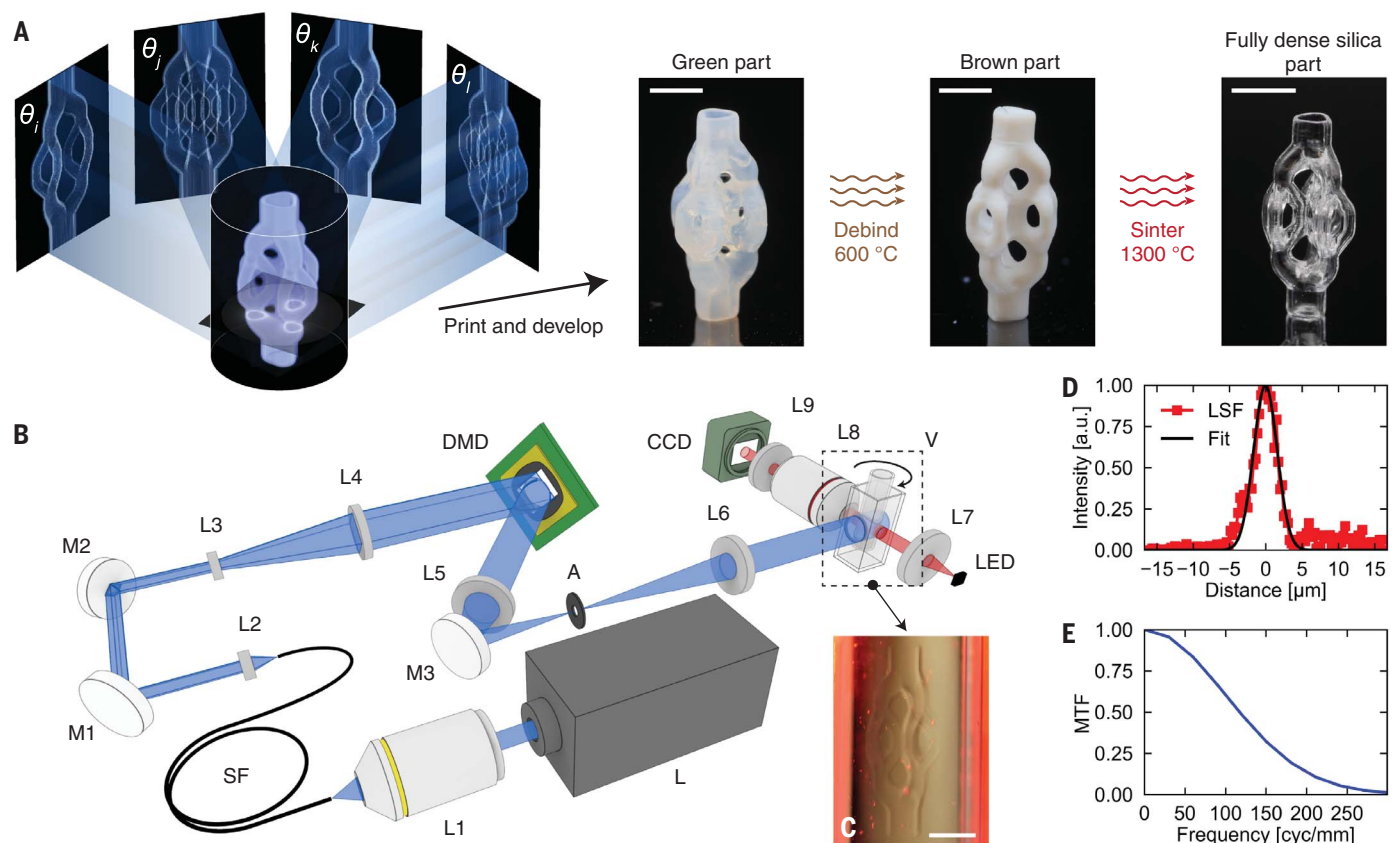 A
θi
θj
θk
θl
Print and develop
Green part
Debind
600 °C
Brown part
Sinter
1300 °C
Fully dense silica
part
B
M1
M2
L2
L3
L4
DMD
L5
M3
A
L6
SF
L1
L
CCD
L9
L8
V
L7
LED
C
D
Intensity [a.u.]
1.00
0.75
0.50
0.25
0.00
LSF
Fit
−15 −10 −5 0 5 10 15
Distance [µm]
E
MTF
1.00
0.75
0.50
0.25
0.00
0 50 100 150 200 250
Frequency [cyc/mm]